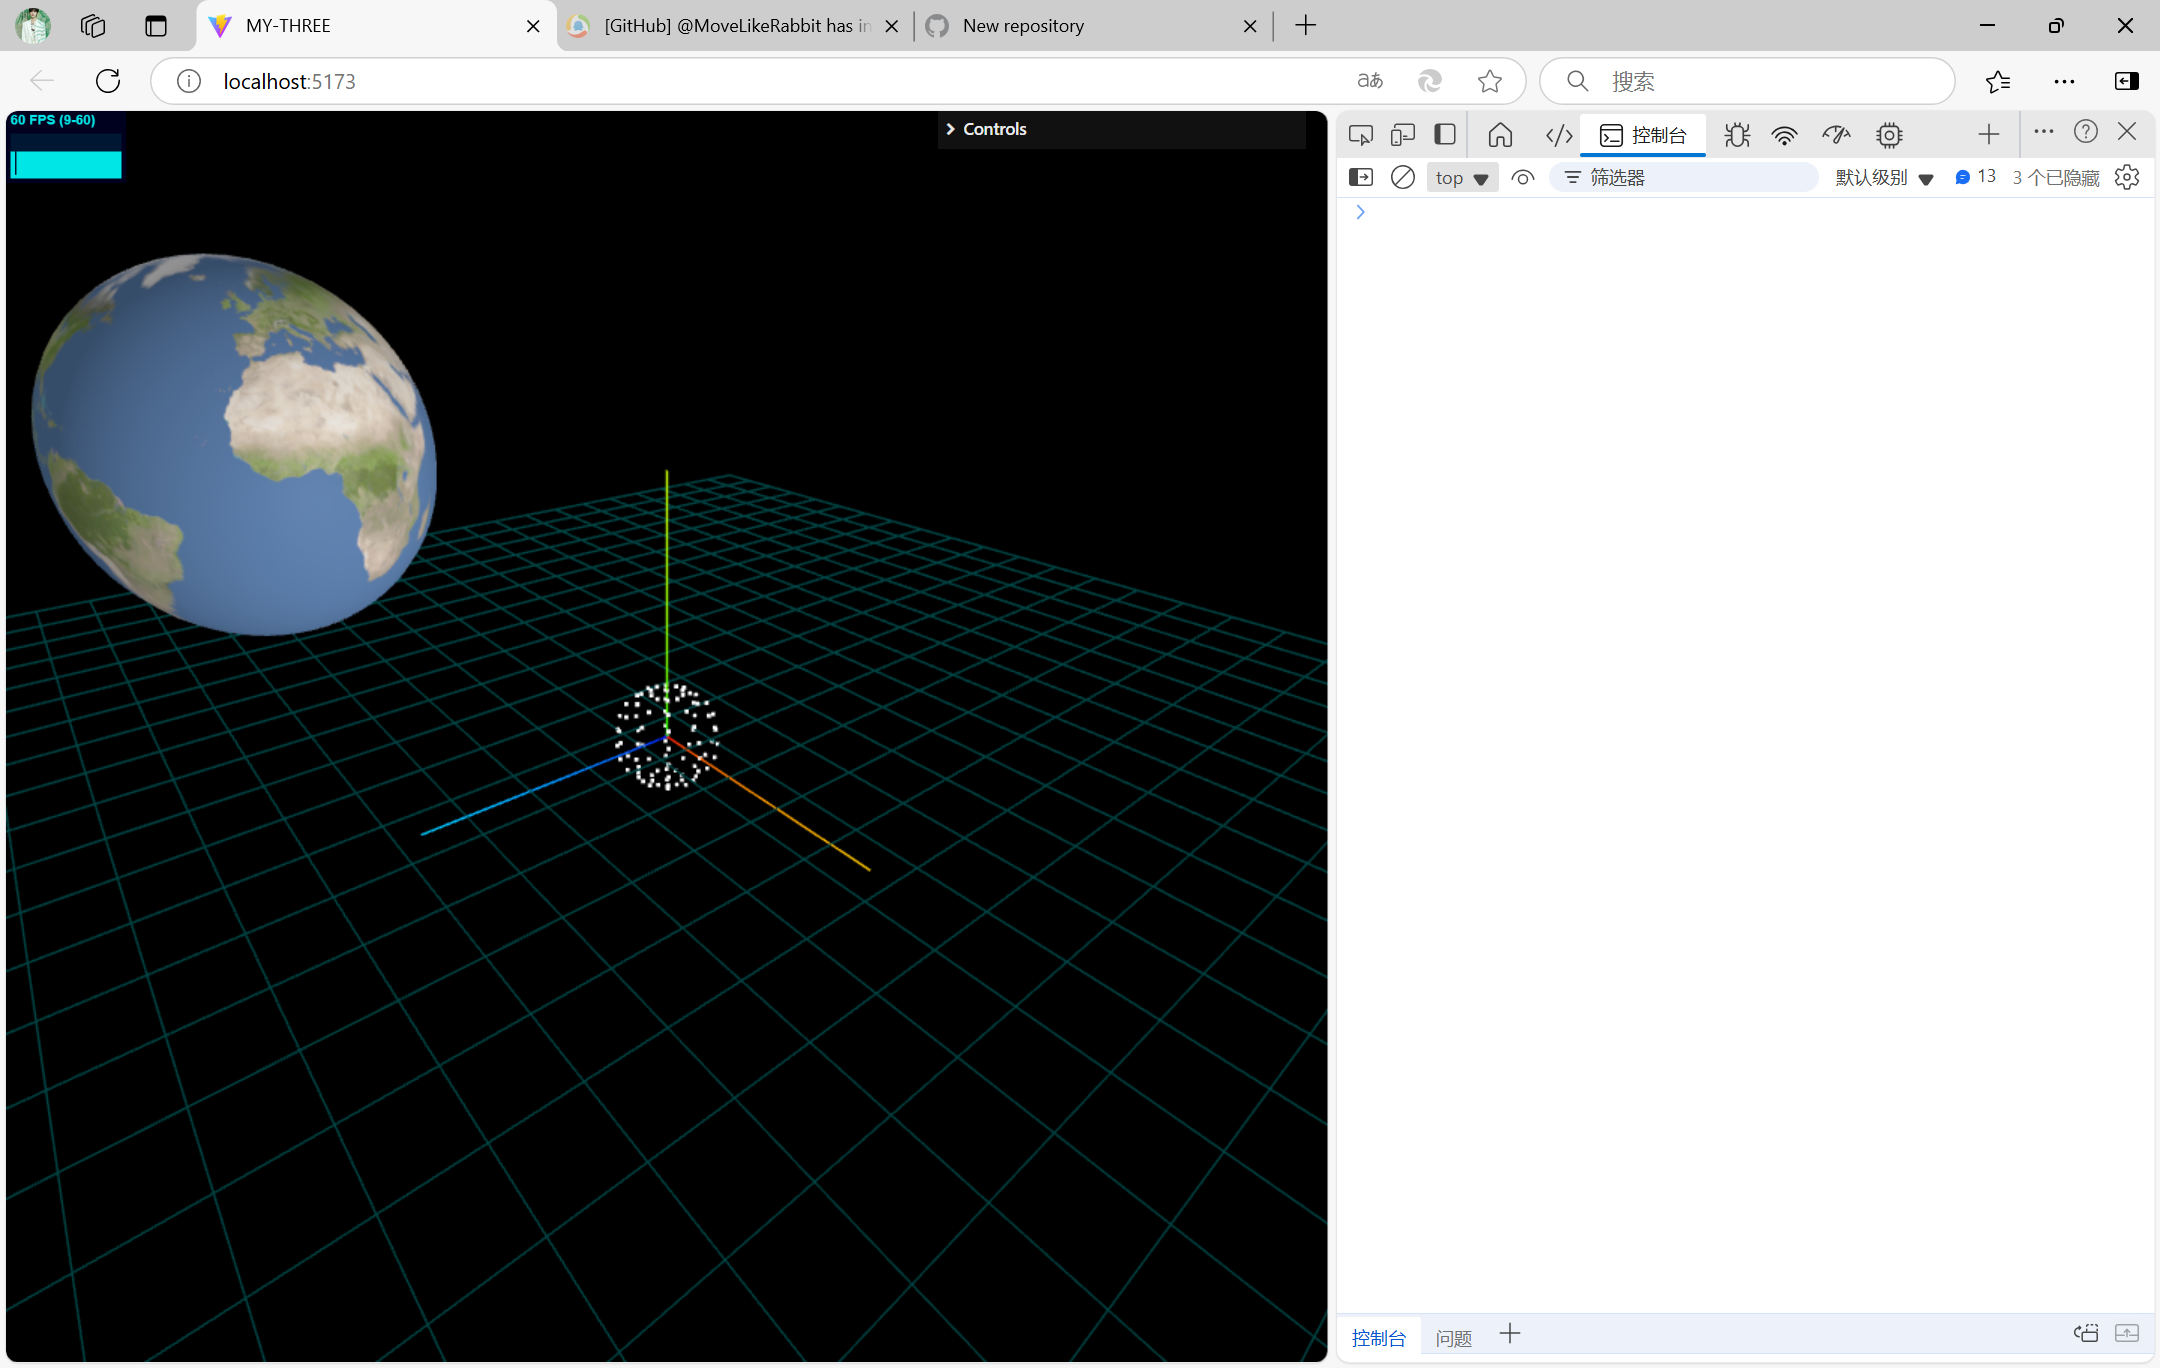 MY-THREE
[GitHub] @MoveLikeRabbit has in
New repository
localhost:5173
aあ
搜索
60 FPS (9-60)
Controls
控制台
top
筛选器
默认级别
13
3 个已隐藏
控制台
问题